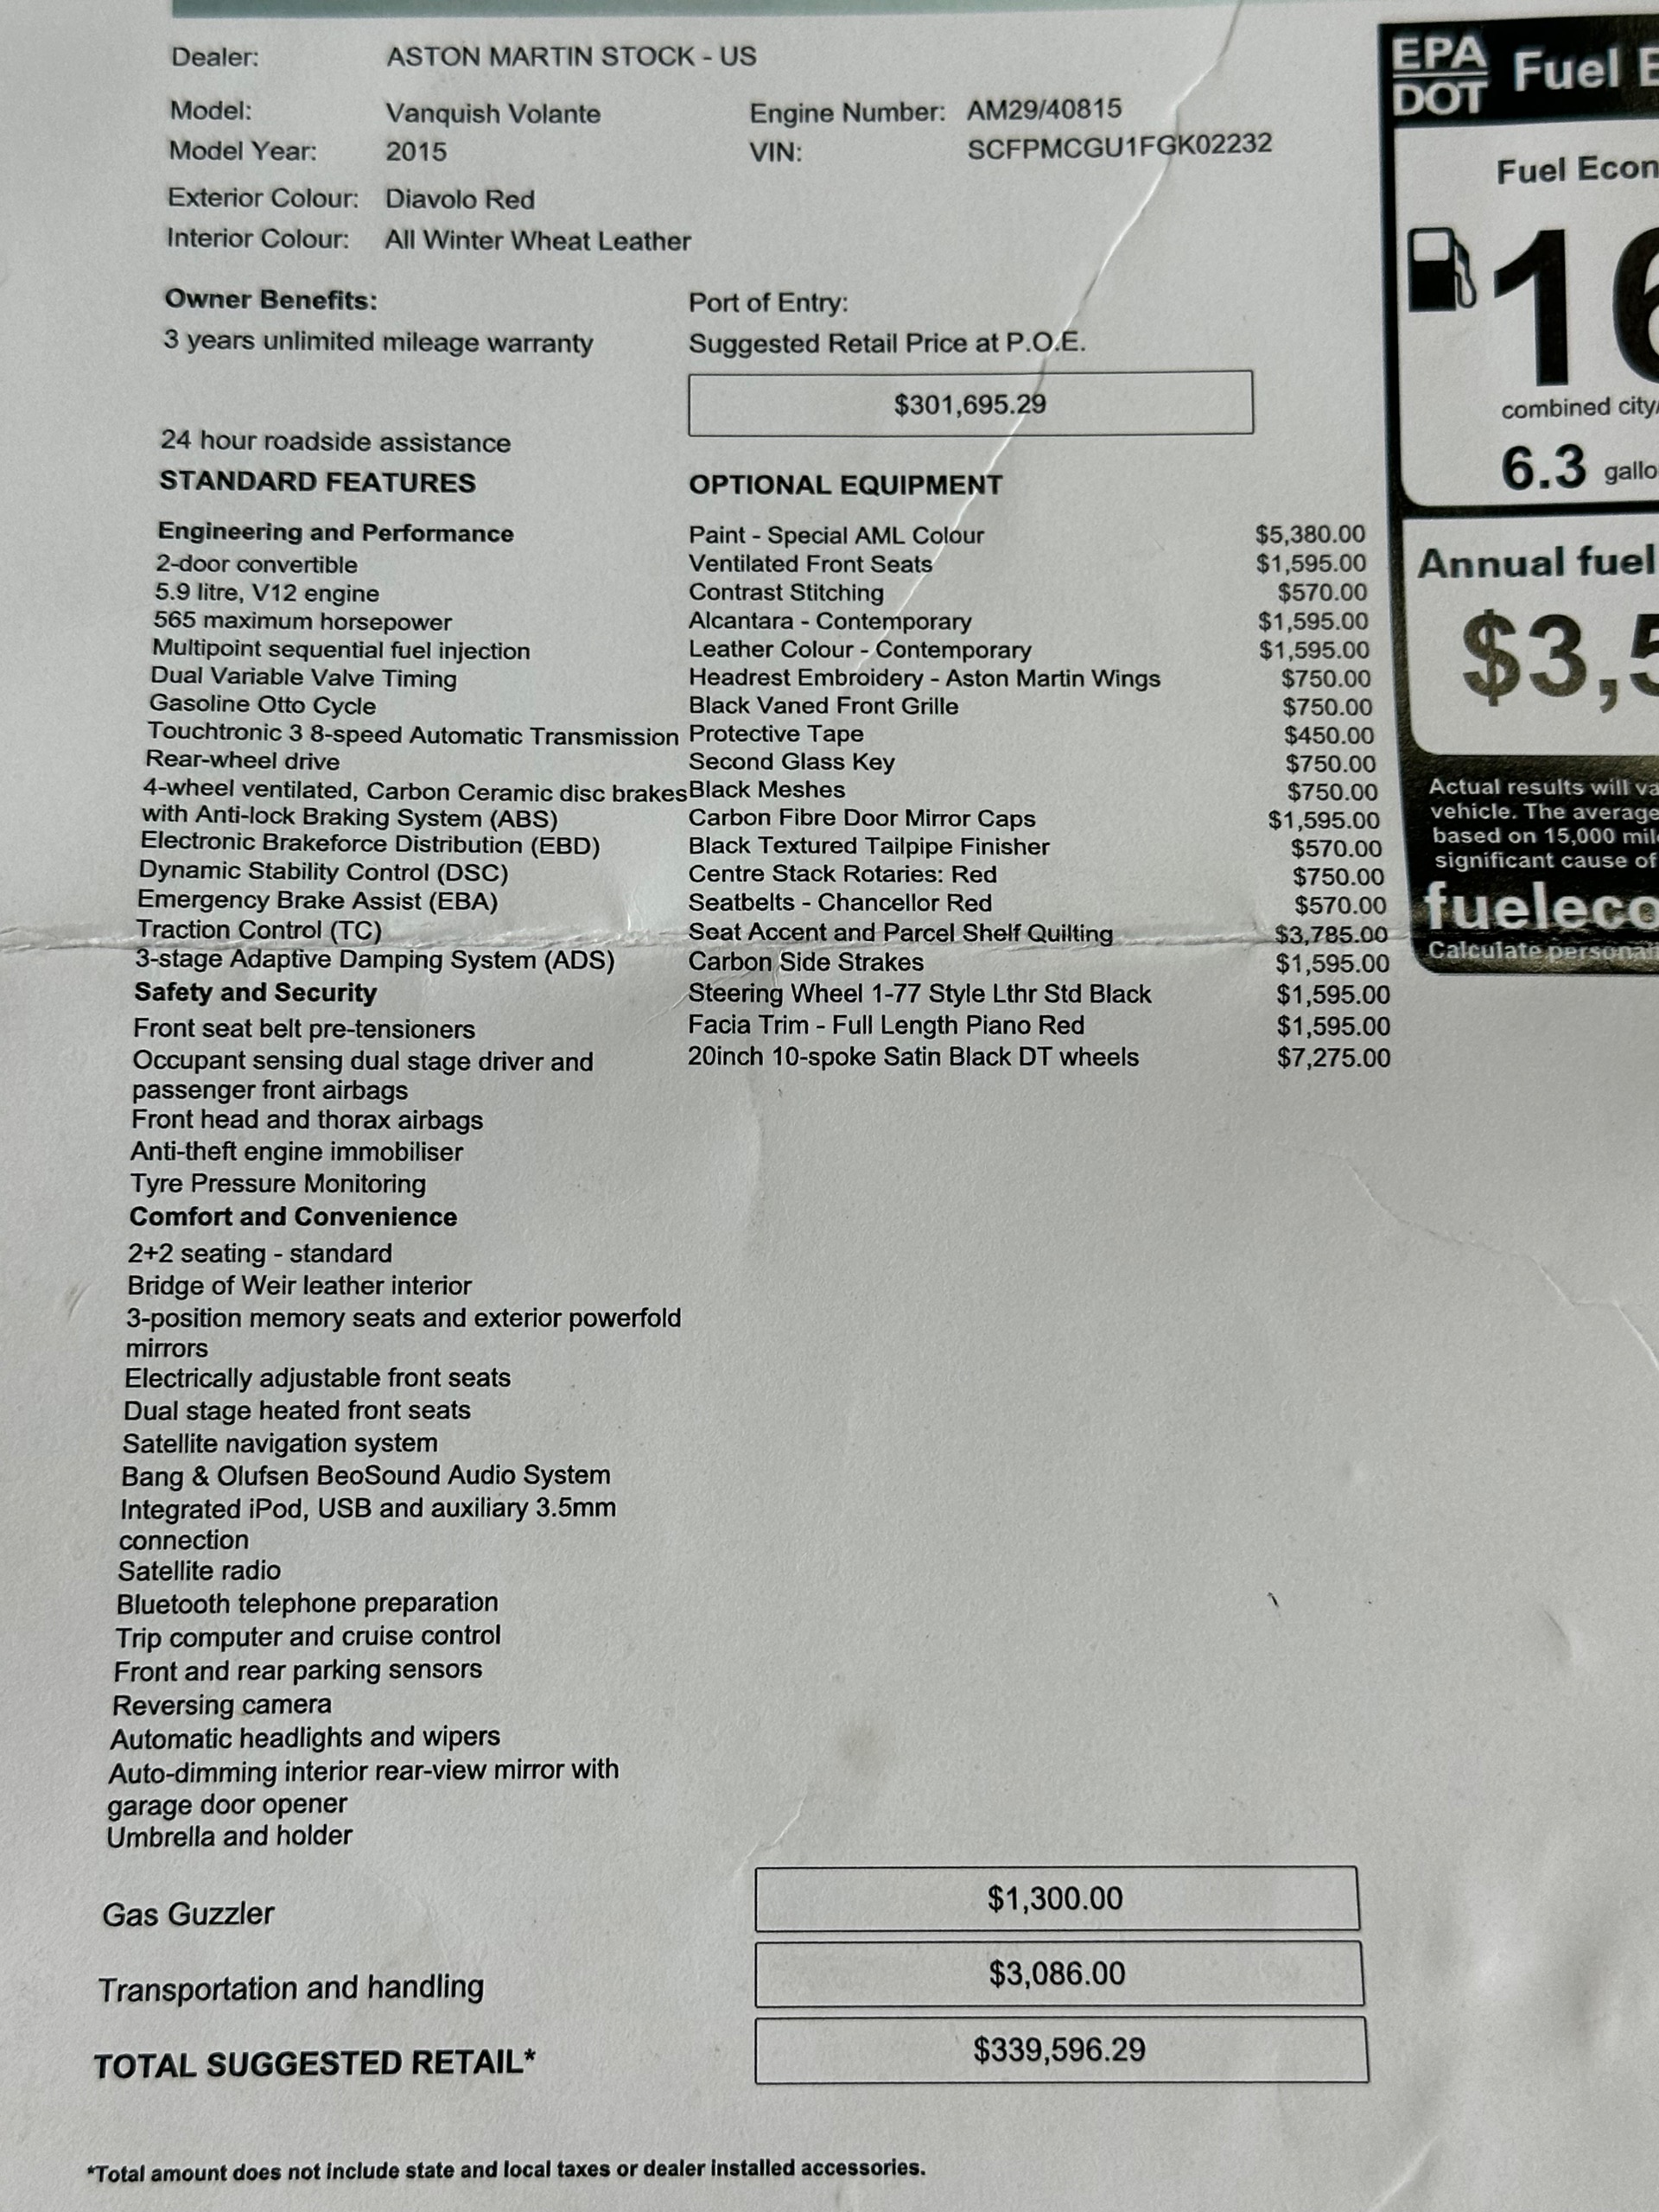 Dealer: ASTON MARTIN STOCK - US
Model: Vanquish Volante Engine Number: AM29/40815
Model Year: 2015 VIN: SCFPMCGU1FGK02232
Exterior Colour: Diavolo Red
Interior Colour: All Winter Wheat Leather
Owner Benefits: Port of Entry:
3 years unlimited mileage warranty Suggested Retail Price at P.O.E.
$301,695.29
24 hour roadside assistance
STANDARD FEATURES OPTIONAL EQUIPMENT
Engineering and Performance Paint - Special AML Colour $5,380.00
2-door convertible Ventilated Front Seats $1,595.00
5.9 litre, V12 engine Contrast Stitching $570.00
565 maximum horsepower Alcantara - Contemporary $1,595.00
Multipoint sequential fuel injection Leather Colour - Contemporary $1,595.00
Dual Variable Valve Timing Headrest Embroidery - Aston Martin Wings $750.00
Gasoline Otto Cycle Black Vaned Front Grille $750.00
Touchtronic 3 8-speed Automatic Transmission Protective Tape $450.00
Rear-wheel drive Second Glass Key $750.00
4-wheel ventilated, Carbon Ceramic disc brakes Black Meshes $750.00
with Anti-lock Braking System (ABS) Carbon Fibre Door Mirror Caps $1,595.00
Electronic Brakeforce Distribution (EBD) Black Textured Tailpipe Finisher $570.00
Dynamic Stability Control (DSC) Centre Stack Rotaries: Red $750.00
Emergency Brake Assist (EBA) Seatbelts - Chancellor Red $570.00
Traction Control (TC) Seat Accent and Parcel Shelf Quilting $3,785.00
3-stage Adaptive Damping System (ADS) Carbon Side Strakes $1,595.00
Safety and Security Steering Wheel 1-77 Style Lthr Std Black $1,595.00
Front seat belt pre-tensioners Facia Trim - Full Length Piano Red $1,595.00
Occupant sensing dual stage driver and 20inch 10-spoke Satin Black DT wheels $7,275.00
passenger front airbags
Front head and thorax airbags
Anti-theft engine immobiliser
Tyre Pressure Monitoring
Comfort and Convenience
2+2 seating - standard
Bridge of Weir leather interior
3-position memory seats and exterior powerfold
mirrors
Electrically adjustable front seats
Dual stage heated front seats
Satellite navigation system
Bang & Olufsen BeoSound Audio System
Integrated iPod, USB and auxiliary 3.5mm
connection
Satellite radio
Bluetooth telephone preparation
Trip computer and cruise control
Front and rear parking sensors
Reversing camera
Automatic headlights and wipers
Auto-dimming interior rear-view mirror with
garage door opener
Umbrella and holder
Gas Guzzler $1,300.00
Transportation and handling $3,086.00
TOTAL SUGGESTED RETAIL* $339,596.29
*Total amount does not include state and local taxes or dealer installed accessories.
EPA
DOT Fuel
Fuel
16
combined city/
6.3
Annual fuel
$3,5
Actual results will
vehicle. The average
based on 15,000
significant cause of
fueleco
Calculate